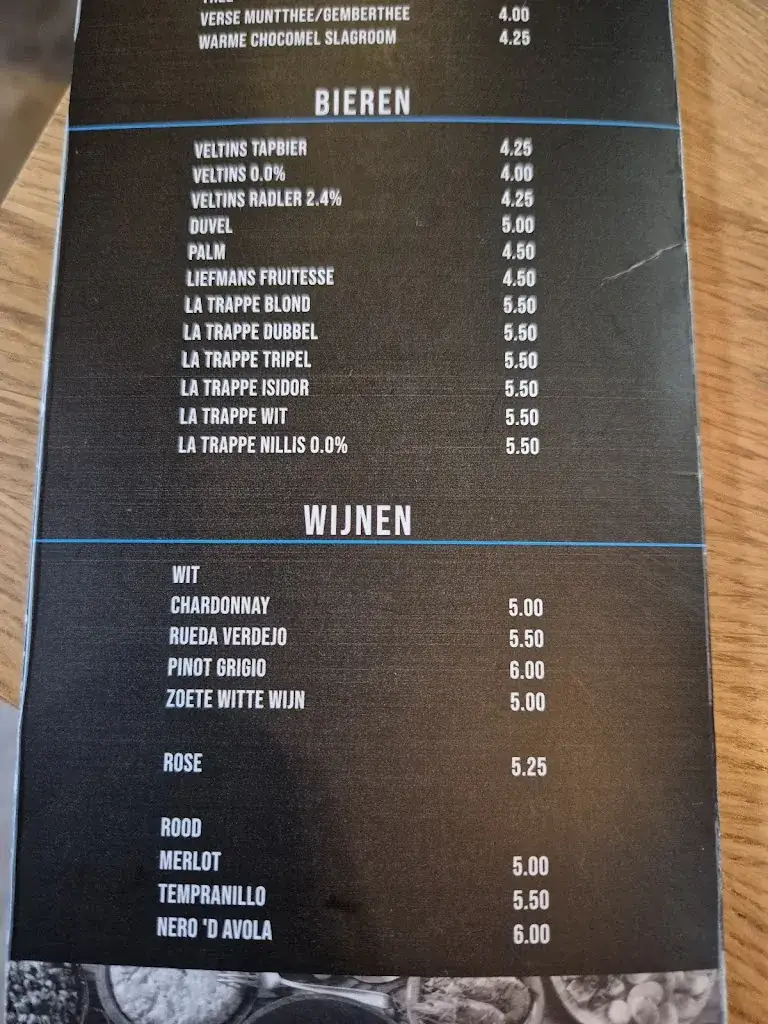 VERSE MUNTTHEE/GEMBERTHEE 4.00
WARME CHOCOMEL SLAGROOM 4.25
BIEREN
VELTINS TAPBIER 4.25
VELTINS 0.0% 4.00
VELTINS RADLER 2.4% 4.25
DUVEL 5.00
PALM 4.50
LIEFMANS FRUITESSE 4.50
LA TRAPPE BLOND 5.50
LA TRAPPE DUBBEL 5.50
LA TRAPPE TRIPEL 5.50
LA TRAPPE ISIDOR 5.50
LA TRAPPE WIT 5.50
LA TRAPPE NILLIS 0.0% 5.50
WIJNEN
WIT
CHARDONNAY 5.00
RUEDA VERDEJO 5.50
PINOT GRIGIO 6.00
ZOETE WITTE WIJN 5.00
ROSE 5.25
ROOD
MERLOT 5.00
TEMPRANILLO 5.50
NERO 'D AVOLA 6.00